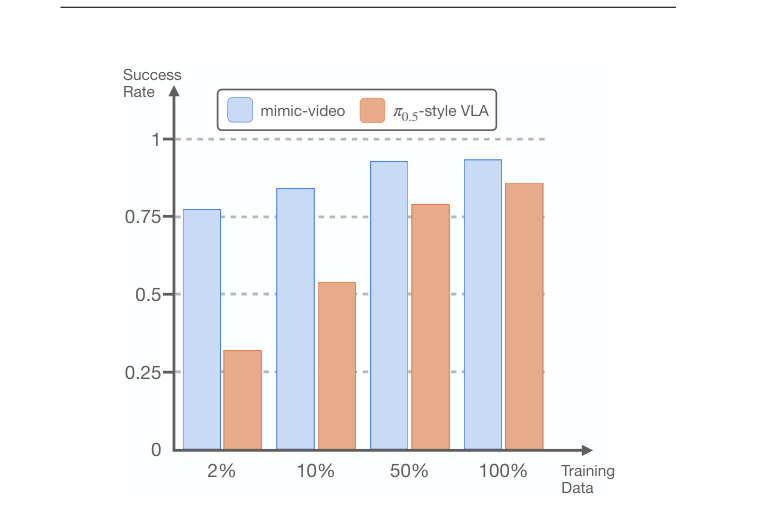 Success
Rate
mimic-video
π0.5-style VLA
1
0.75
0.5
0.25
0
2%
10%
50%
100%
Training
Data